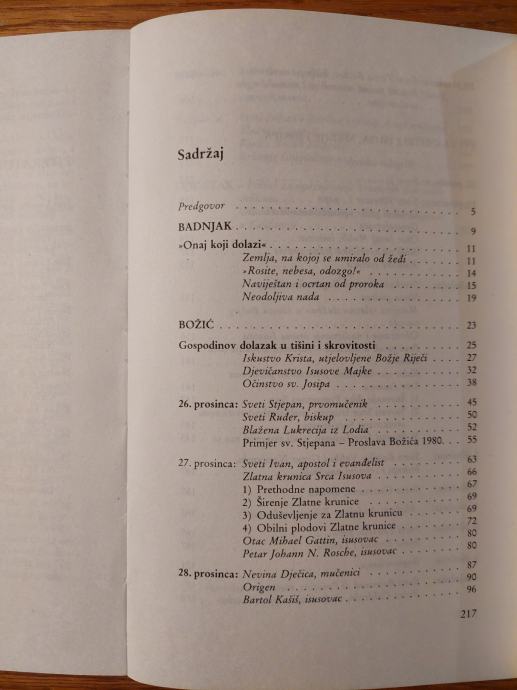 Sadržaj
Predgovor . . . . . . . . . . 5
BADNJAK . . . . . . . . . . 9
»Onaj koji dolazi« . . . . . . . . . . 11
Zemlja, na kojoj se umiralo od žeđi . . . . . . . . . . 11
»Rosite, nebesa, odozgo!« . . . . . . . . . . 14
Naviještan i ocrtan od proroka . . . . . . . . . . 15
Neodoljiva nada . . . . . . . . . . 19
BOŽIĆ . . . . . . . . . . 23
Gospodinov dolazak u tišini i skrovitosti . . . . . . . . . . 25
Iskustvo Krista, utjelovljene Božje Riječi . . . . . . . . . . 27
Djevičanstvo Isusove Majke . . . . . . . . . . 32
Očinstvo sv. Josipa . . . . . . . . . . 38
26. prosinca: Sveti Stjepan, prvomučenik . . . . . . . . . . 45
Sveti Ruđer, biskup . . . . . . . . . . 50
Blažena Lukrecija iz Lodia . . . . . . . . . . 52
Primjer sv. Stjepana – Proslava Božića 1980. . . 55
27. prosinca: Sveti Ivan, apostol i evanđelist . . . . . . . . . . 63
Zlatna krunica Srca Isusova . . . . . . . . . . 66
1) Prethodne napomene . . . . . . . . . . 67
2) Širenje Zlatne krunice . . . . . . . . . . 69
3) Oduševljenje za Zlatnu krunicu . . . . . . . . . . 69
4) Obilni plodovi Zlatne krunice . . . . . . . . . . 72
Otac Mihael Gattin, isusovac . . . . . . . . . . 80
Petar Johann N. Rosche, isusovac . . . . . . . . . . 80
28. prosinca: Nevina Dječica, mučenici . . . . . . . . . . 87
Origen . . . . . . . . . . 90
Bartol Kašiš, isusovac . . . . . . . . . . 96
217